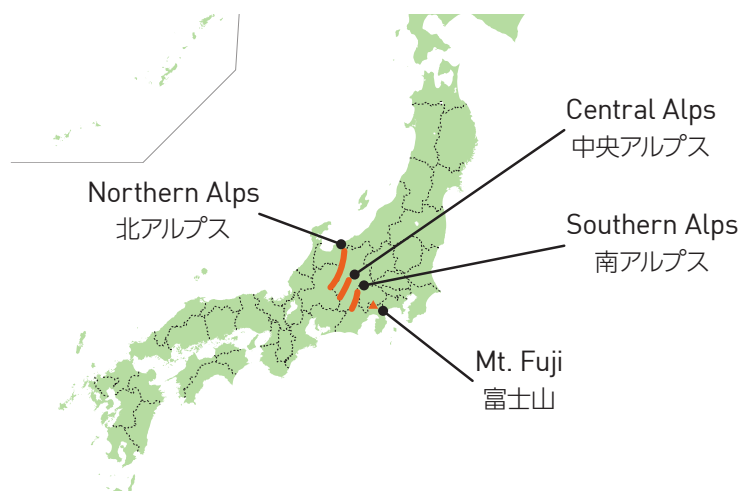 Central Alps
中央アルプス
Northern Alps
北アルプス
Southern Alps
南アルプス
Mt. Fuji
富士山